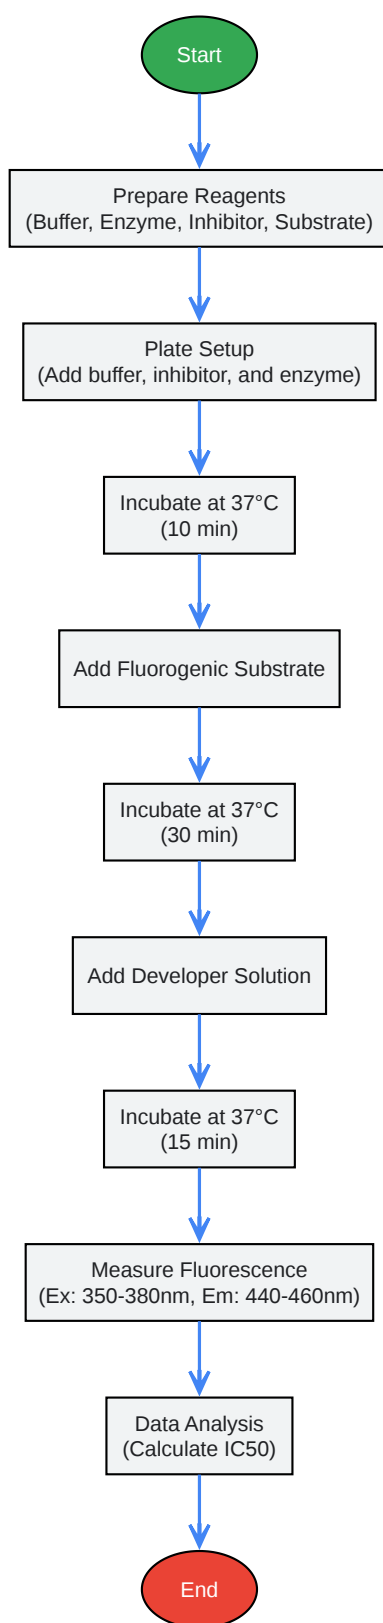 Start
Prepare Reagents
(Buffer, Enzyme, Inhibitor, Substrate)
Plate Setup
(Add buffer, inhibitor, and enzyme)
Incubate at 37°C
(10 min)
Add Fluorogenic Substrate
Incubate at 37°C
(30 min)
Add Developer Solution
Incubate at 37°C
(15 min)
Measure Fluorescence
(Ex: 350-380nm, Em: 440-460nm)
Data Analysis
(Calculate IC50)
End